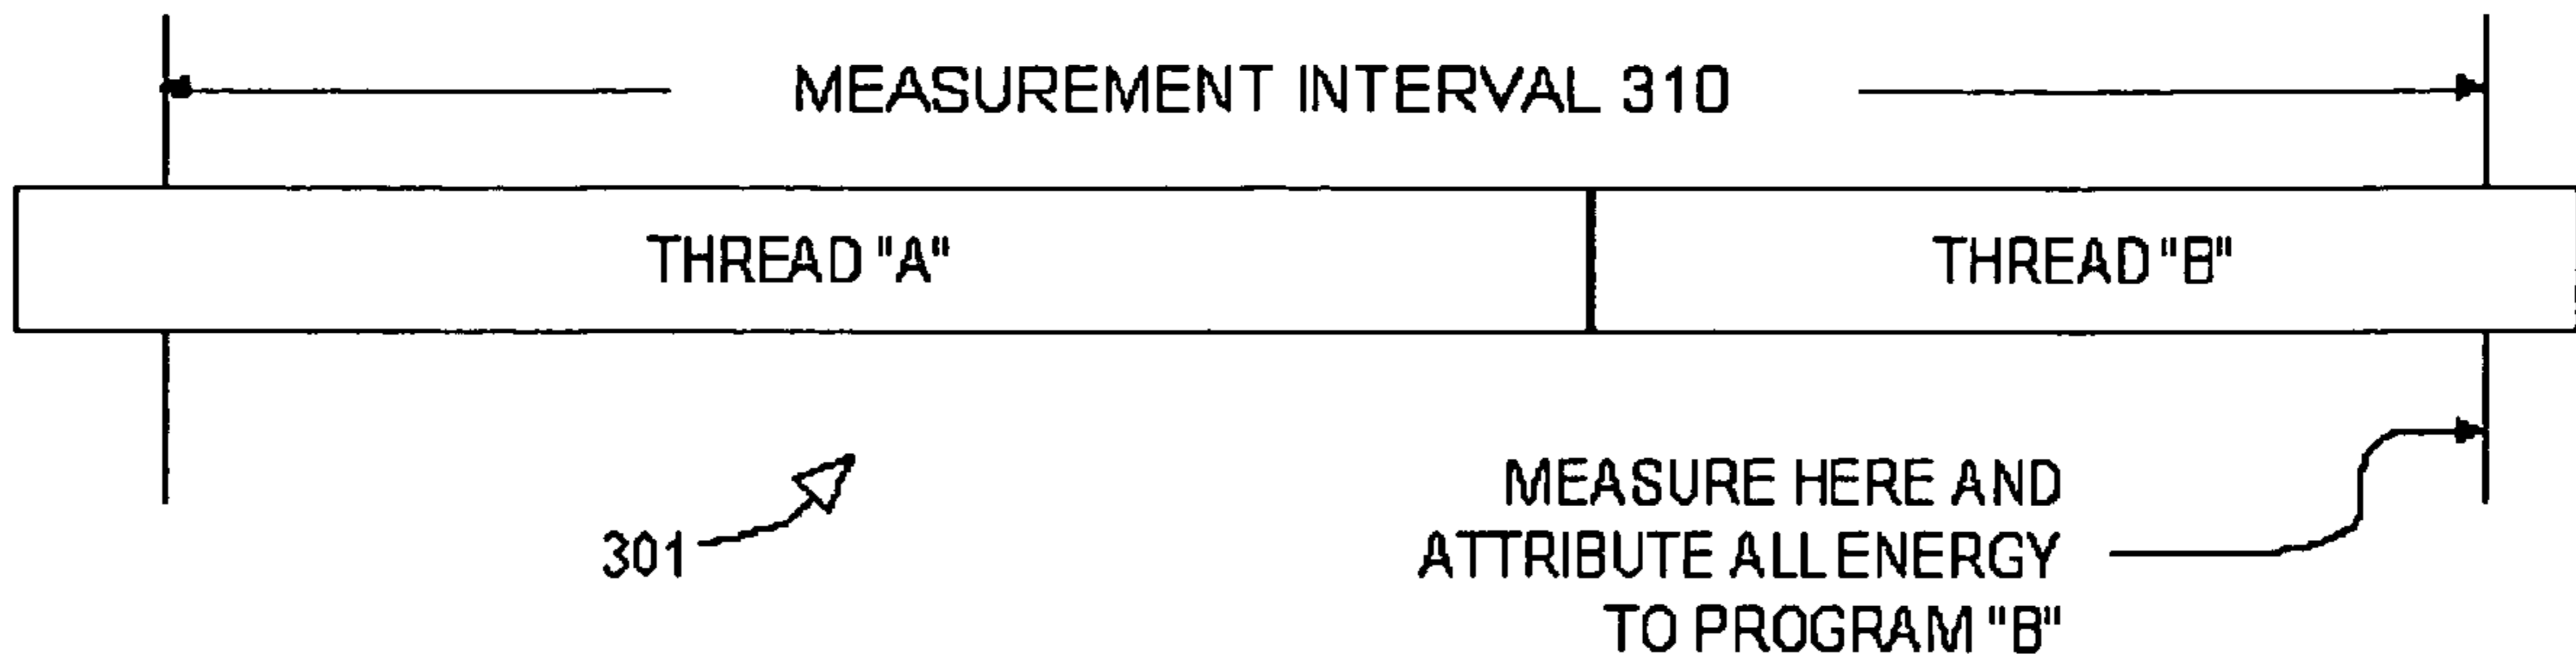 MEASUREMENT INTERVAL 310
THREAD "A"
THREAD "B"
301
MEASURE HERE AND
ATTRIBUTE ALL ENERGY
TO PROGRAM "B"